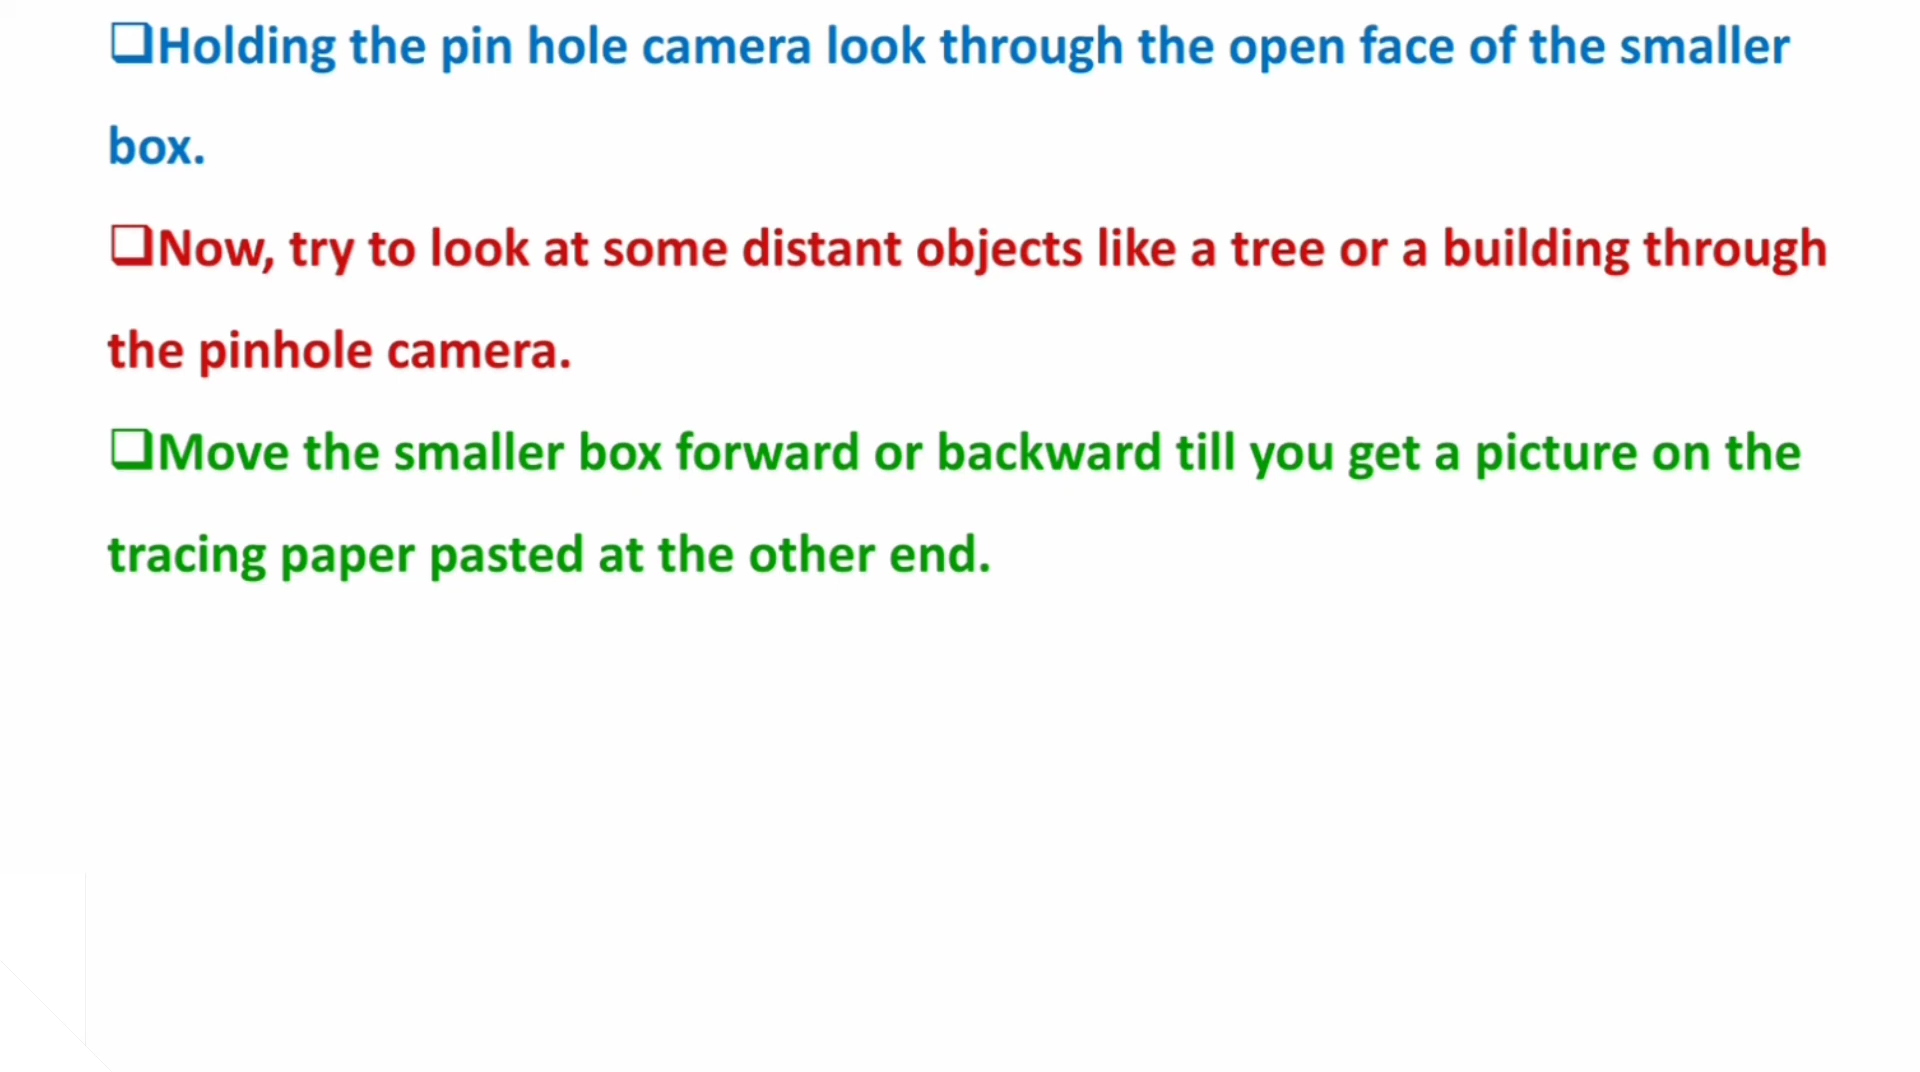 ❑Holding the pin hole camera look through the open face of the smaller
box.
❑Now, try to look at some distant objects like a tree or a building through
the pinhole camera.
❑Move the smaller box forward or backward till you get a picture on the
tracing paper pasted at the other end.